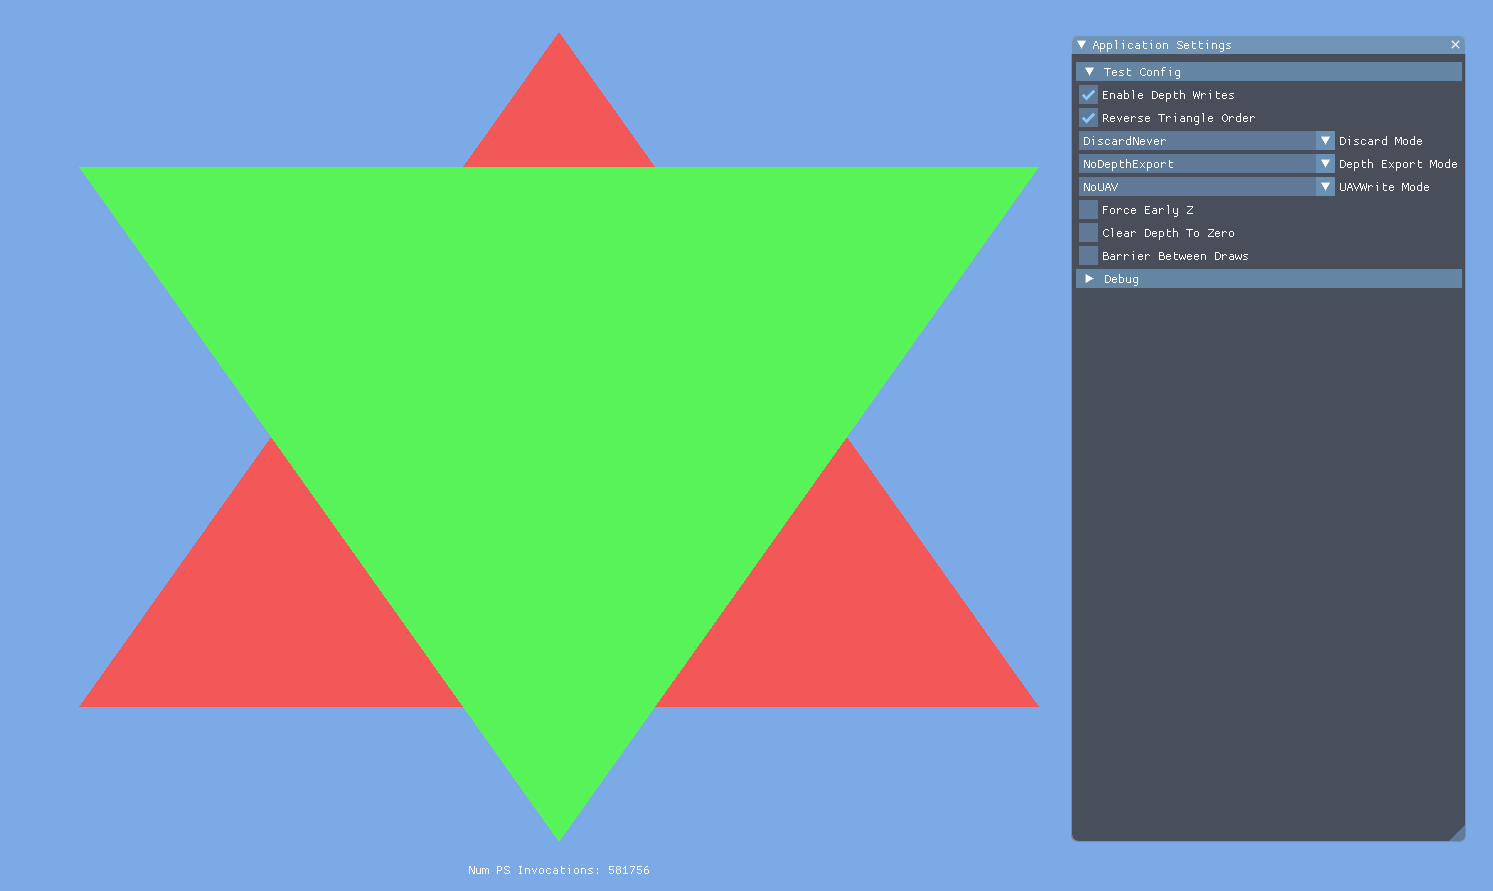 Application Settings
Test Config
Enable Depth Writes
Reverse Triangle Order
DiscardNever Discard Mode
NoDepthExport Depth Export Mode
NoUAV UAVWrite Mode
Force Early Z
Clear Depth To Zero
Barrier Between Draws
Debug
Num PS Invocations: 581756